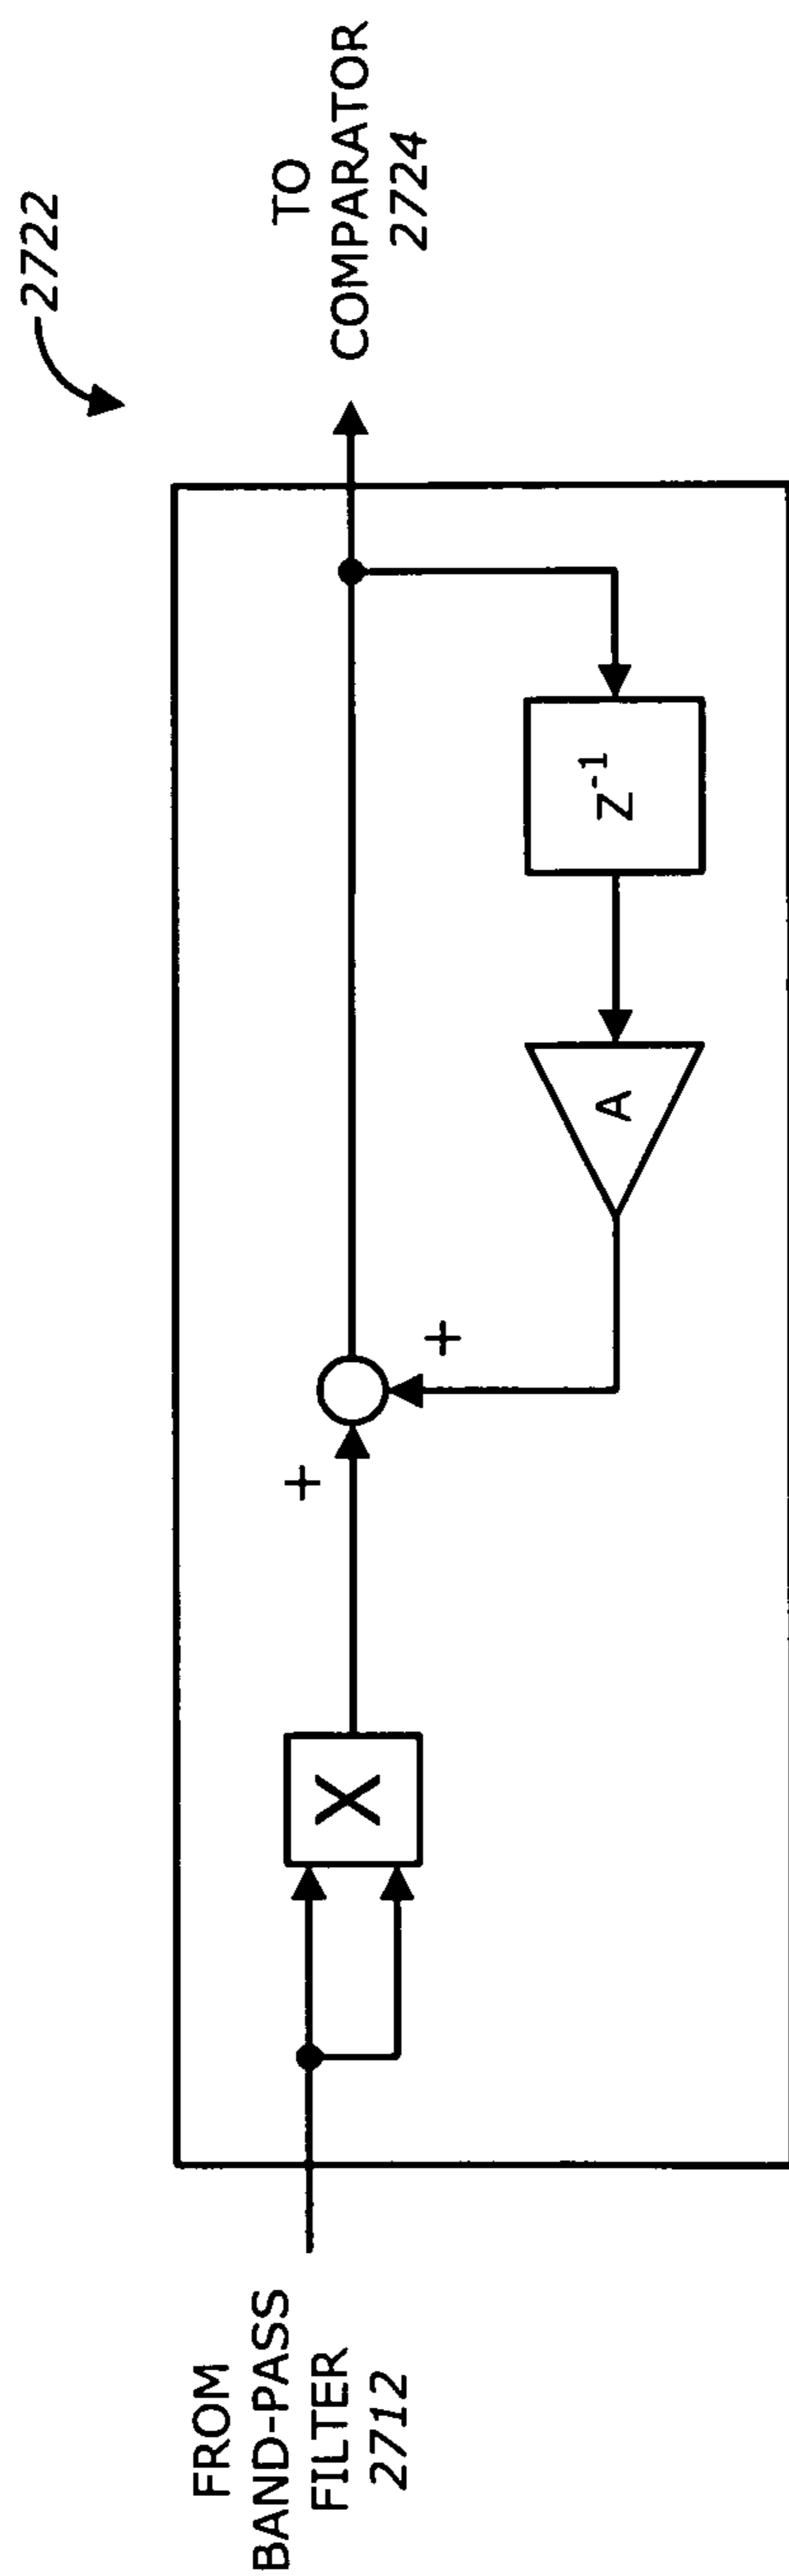 2722
FROM
BAND-PASS
FILTER
2712
X
+
+
A
Z-1
TO
COMPARATOR
2724